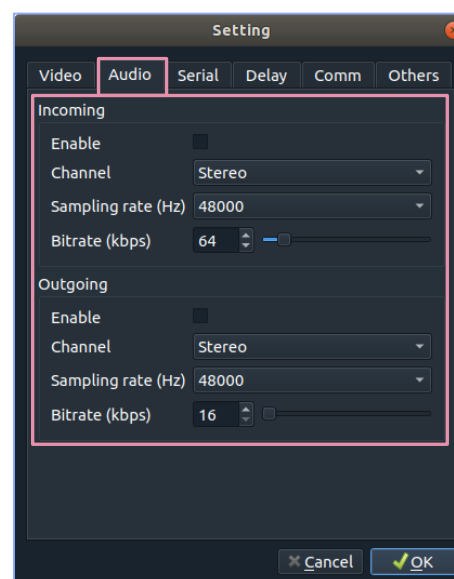 Setting
Video Audio Serial Delay Comm Others
Incoming
Enable
Channel Stereo
Sampling rate (Hz) 48000
Bitrate (kbps) 64
Outgoing
Enable
Channel Stereo
Sampling rate (Hz) 48000
Bitrate (kbps) 16
Cancel OK